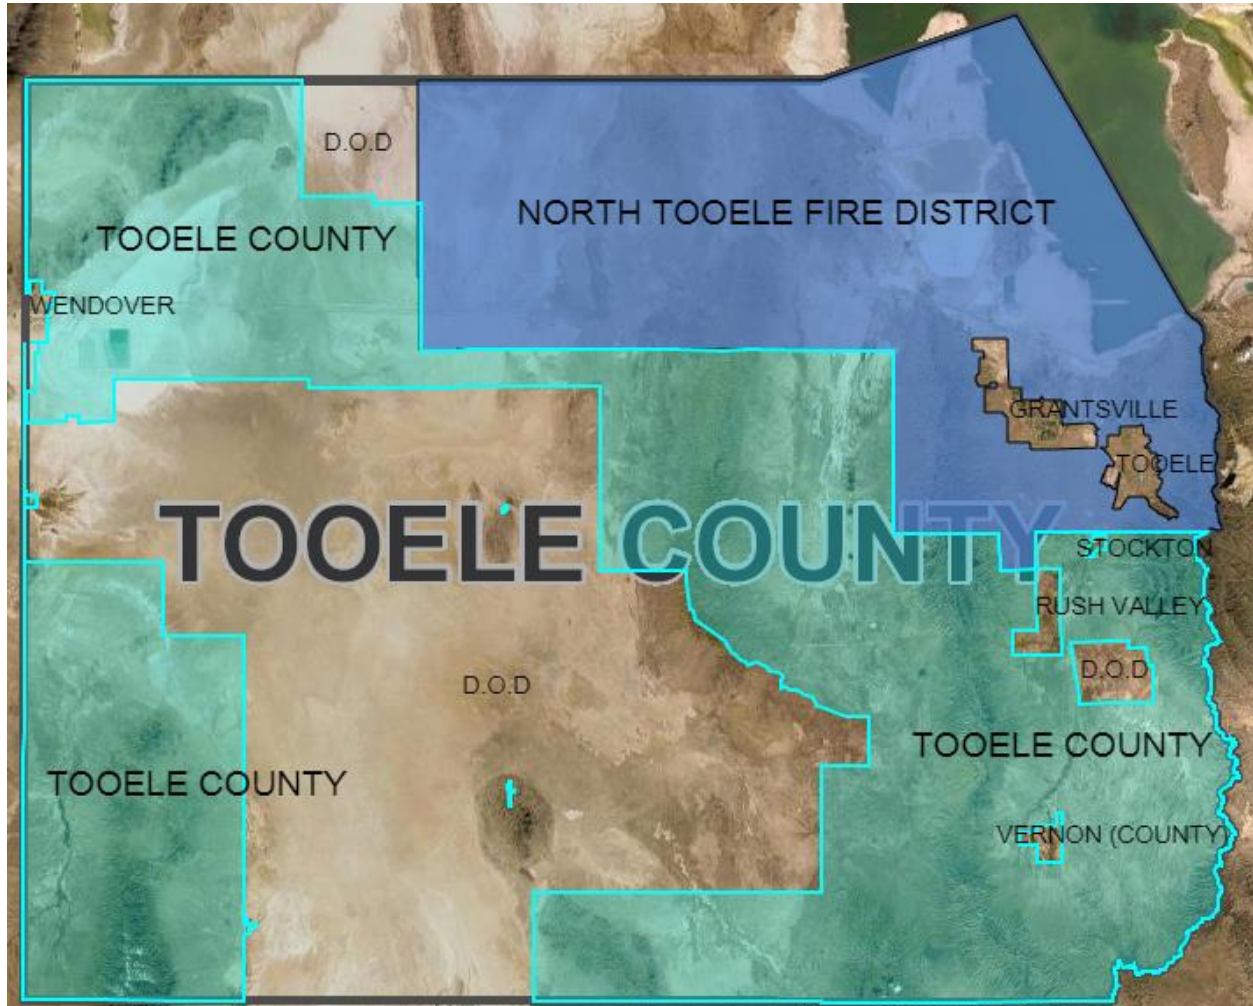 D.O.D
NORTH TOOELE FIRE DISTRICT
TOOELE COUNTY
WENDOVER
GRANTSVILLE
TOOELE
TOOELE COUNTY
STOCKTON
RUSH VALLEY
D.O.D
D.O.D
TOOELE COUNTY
TOOELE COUNTY
VERNON (COUNTY)